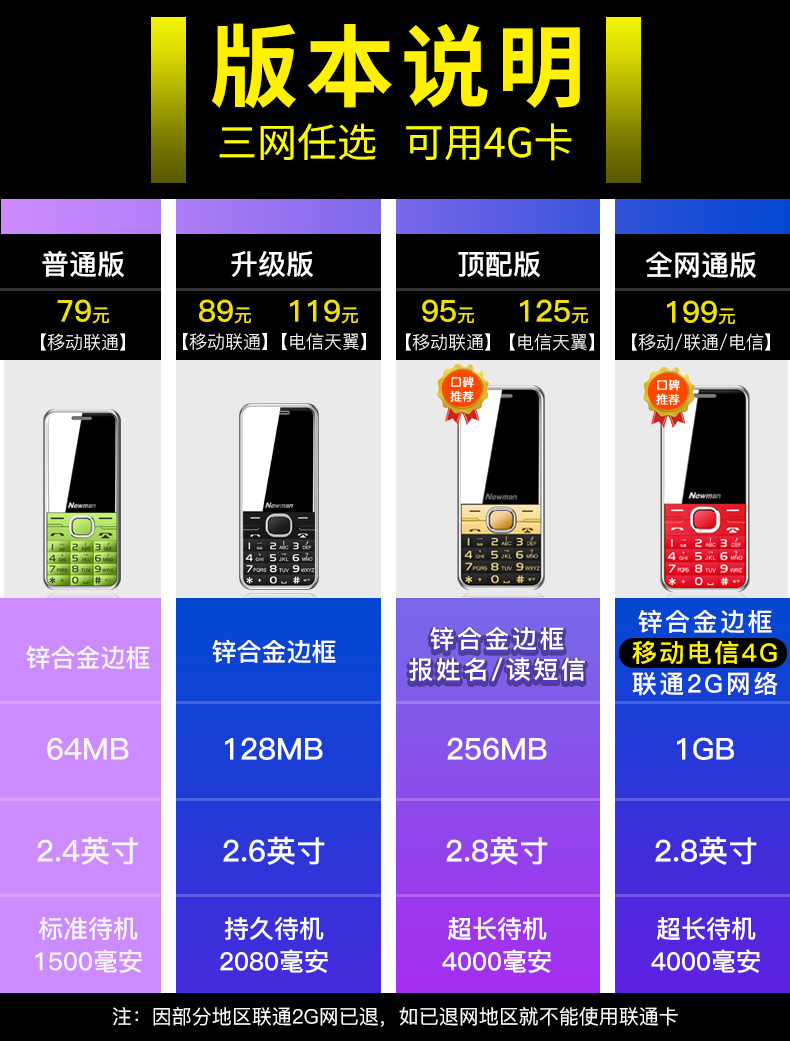 版本说明
三网任选 可用4G卡
普通版
79元
【移动联通】
升级版
89元 119元
【移动联通】【电信天翼】
顶配版
95元 125元
【移动联通】【电信天翼】
全网通版
199元
【移动/联通/电信】
Newman
Newman
口碑
推荐
Newman
口碑
推荐
Newman
锌合金边框
64MB
2.4英寸
标准待机
1500毫安
锌合金边框
128MB
2.6英寸
持久待机
2080毫安
锌合金边框
报姓名/读短信
256MB
2.8英寸
超长待机
4000毫安
锌合金边框
移动电信4G
联通2G网络
1GB
2.8英寸
超长待机
4000毫安
注：因部分地区联通2G网已退，如已退网地区就不能使用联通卡